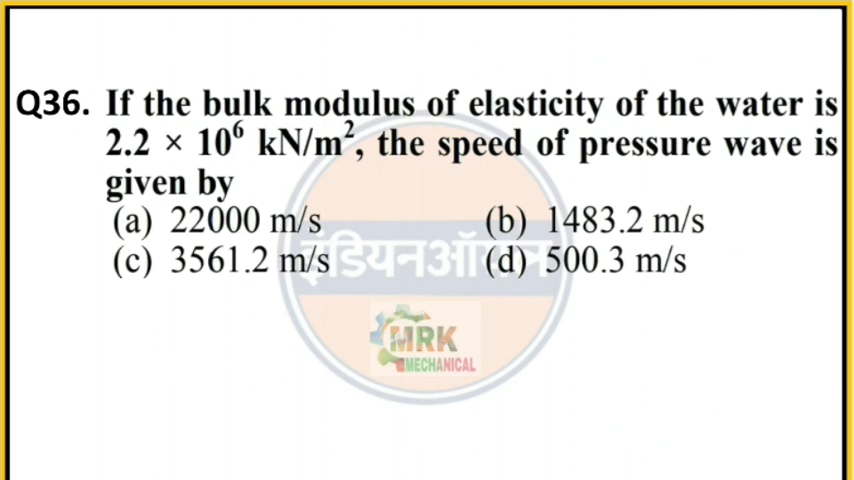 Q36. If the bulk modulus of elasticity of the water is
2.2 × 10⁶ kN/m², the speed of pressure wave is
given by
(a) 22000 m/s (b) 1483.2 m/s
(c) 3561.2 m/s (d) 500.3 m/s
इंडियनऑसन
MRK
MECHANICAL